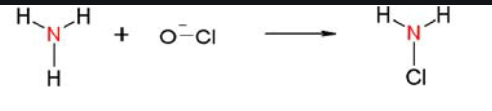 H H H H
N + O⁻–Cl → N
H Cl